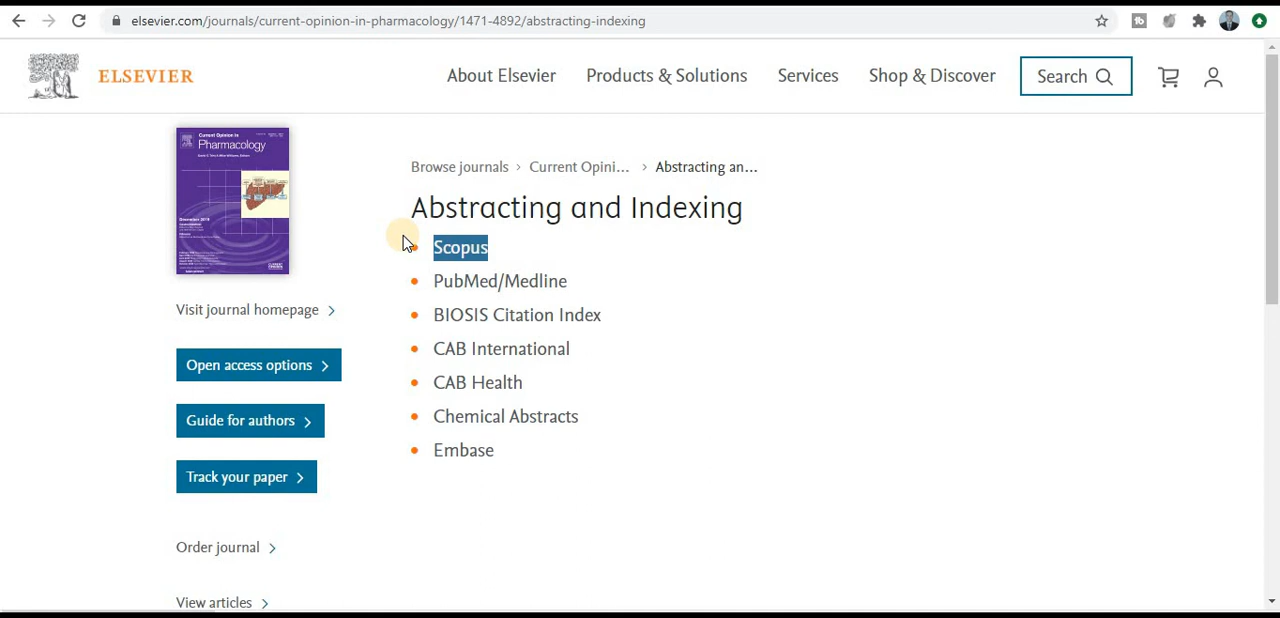 elsevier.com/journals/current-opinion-in-pharmacology/1471-4892/abstracting-indexing
ELSEVIER
About Elsevier
Products & Solutions
Services
Shop & Discover
Search
Current Opinion in
Pharmacology
Browse journals
Current Opini...
Abstracting an...
Abstracting and Indexing
Scopus
PubMed/Medline
BIOSIS Citation Index
CAB International
CAB Health
Chemical Abstracts
Embase
Visit journal homepage
Open access options
Guide for authors
Track your paper
Order journal
View articles